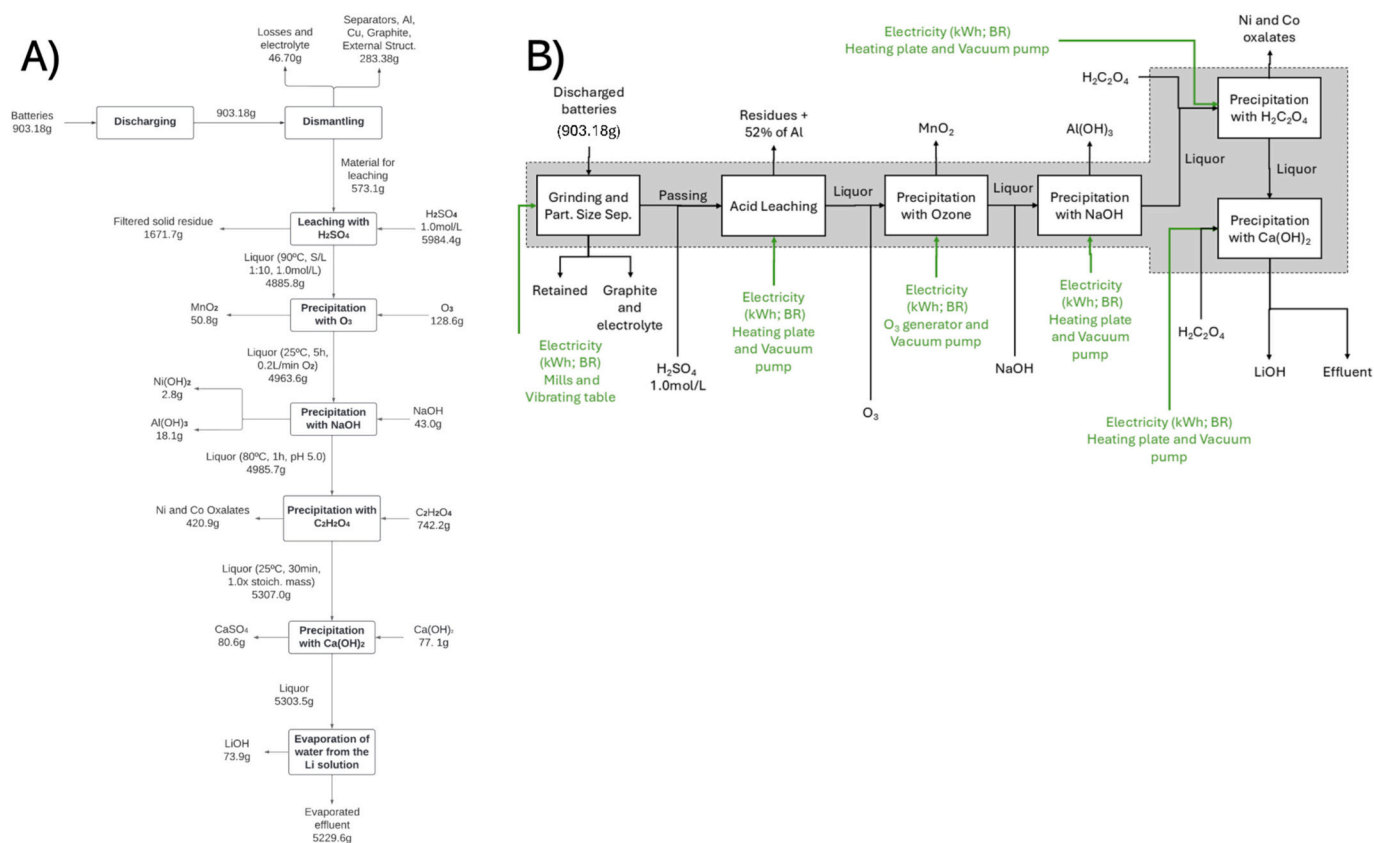 A)
Losses and
electrolyte
46.70g
Separators, Al,
Cu, Graphite,
External Struct.
283.38g
Batteries
903.18g
Discharging
903.18g
Dismantling
Material for
leaching
573.1g
Filtered solid residue
1671.7g
Leaching with
H₂SO₄
H₂SO₄
1.0mol/L
5984.4g
Liquor (90ºC, S/L
1:10, 1.0mol/L)
4885.8g
MnO₂
50.8g
Precipitation
with O₃
O₃
128.6g
Liquor (25ºC, 5h,
0.2L/min O₂)
4963.6g
Ni(OH)₂
2.8g
Al(OH)₃
18.1g
Precipitation
with NaOH
NaOH
43.0g
Liquor (80ºC, 1h, pH 5.0)
4985.7g
Ni and Co Oxalates
420.9g
Precipitation with
C₂H₂O₄
C₂H₂O₄
742.2g
Liquor (25ºC, 30min,
1.0x stoich. mass)
5307.0g
CaSO₄
80.6g
Precipitation
with Ca(OH)₂
Ca(OH)₂
77. 1g
Liquor
5303.5g
LiOH
73.9g
Evaporation of
water from the
Li solution
Evaporated
effluent
5229.6g
B)
Electricity (kWh; BR)
Heating plate and Vacuum pump
Ni and Co
oxalates
H₂C₂O₄
Precipitation
with H₂C₂O₄
Discharged
batteries
(903.18g)
Residues +
52% of Al
MnO₂
Al(OH)₃
Liquor
Liquor
Grinding and
Part. Size Sep.
Passing
Acid Leaching
Liquor
Precipitation
with Ozone
Liquor
Precipitation
with NaOH
Precipitation
with Ca(OH)₂
Retained
Graphite
and
electrolyte
Electricity
(kWh; BR)
Mills and
Vibrating table
H₂SO₄
1.0mol/L
Electricity
(kWh; BR)
Heating plate
and Vacuum
pump
O₃
Electricity
(kWh; BR)
O₃ generator and
Vacuum pump
NaOH
Electricity
(kWh; BR)
Heating plate
and Vacuum
pump
H₂C₂O₄
LiOH
Effluent
Electricity (kWh; BR)
Heating plate and Vacuum
pump